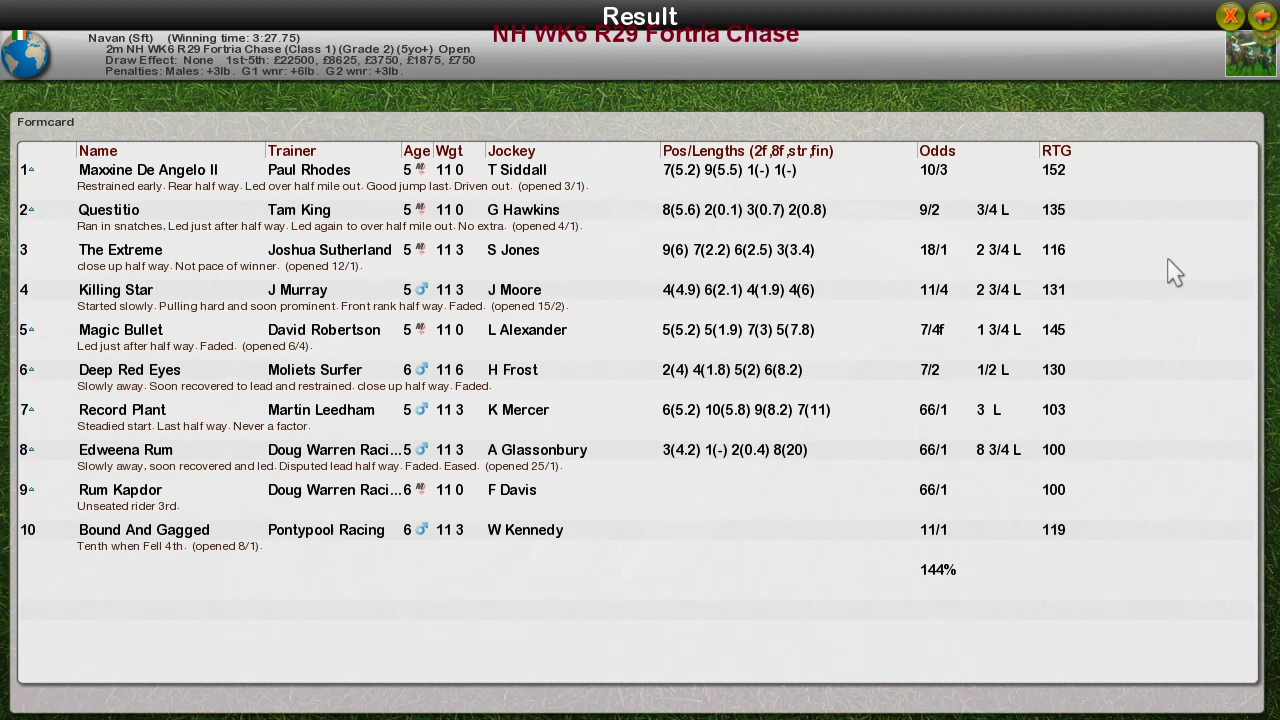 Result
NH WK6 R29 Fortria Chase
Navan (Sft) (Winning time: 3:27.75)
2m NH WK6 R29 Fortria Chase (Class 1) (Grade 2) (5yo+) Open
Draw Effect: None 1st-5th: £22500, £8625, £3750, £1875, £750
Penalties: Males: +3lb. G1 wnr: +6lb. G2 wnr: +3lb.
Formcard
Name Trainer Age Wgt Jockey Pos/Lengths (2f,8f,str,fin) Odds RTG
1 Maxxine De Angelo II Paul Rhodes 5 11 0 T Siddall 7(5.2) 9(5.5) 1(-) 1(-) 10/3 152
Restrained early. Rear half way. Led over half mile out. Good jump last. Driven out. (opened 3/1).
2 Questitio Tam King 5 11 0 G Hawkins 8(5.6) 2(0.1) 3(0.7) 2(0.8) 9/2 3/4 L 135
Ran in snatches, Led just after half way. Led again to over half mile out. No extra. (opened 4/1).
3 The Extreme Joshua Sutherland 5 11 3 S Jones 9(6) 7(2.2) 6(2.5) 3(3.4) 18/1 2 3/4 L 116
close up half way. Not pace of winner. (opened 12/1).
4 Killing Star J Murray 5 11 3 J Moore 4(4.9) 6(2.1) 4(1.9) 4(6) 11/4 2 3/4 L 131
Started slowly. Pulling hard and soon prominent. Front rank half way. Faded. (opened 15/2).
5 Magic Bullet David Robertson 5 11 0 L Alexander 5(5.2) 5(1.9) 7(3) 5(7.8) 7/4f 1 3/4 L 145
Led just after half way. Faded. (opened 6/4).
6 Deep Red Eyes Moliets Surfer 6 11 6 H Frost 2(4) 4(1.8) 5(2) 6(8.2) 7/2 1/2 L 130
Slowly away. Soon recovered to lead and restrained. close up half way. Faded.
7 Record Plant Martin Leedham 5 11 3 K Mercer 6(5.2) 10(5.8) 9(8.2) 7(11) 66/1 3 L 103
Steadied start. Last half way. Never a factor.
8 Edweena Rum Doug Warren Raci... 5 11 3 A Glassonbury 3(4.2) 1(-) 2(0.4) 8(20) 66/1 8 3/4 L 100
Slowly away, soon recovered and led. Disputed lead half way. Faded. Eased. (opened 25/1).
9 Rum Kapdor Doug Warren Raci... 6 11 0 F Davis 66/1 100
Unseated rider 3rd.
10 Bound And Gagged Pontypool Racing 6 11 3 W Kennedy 11/1 119
Tenth when Fell 4th. (opened 8/1).
144%